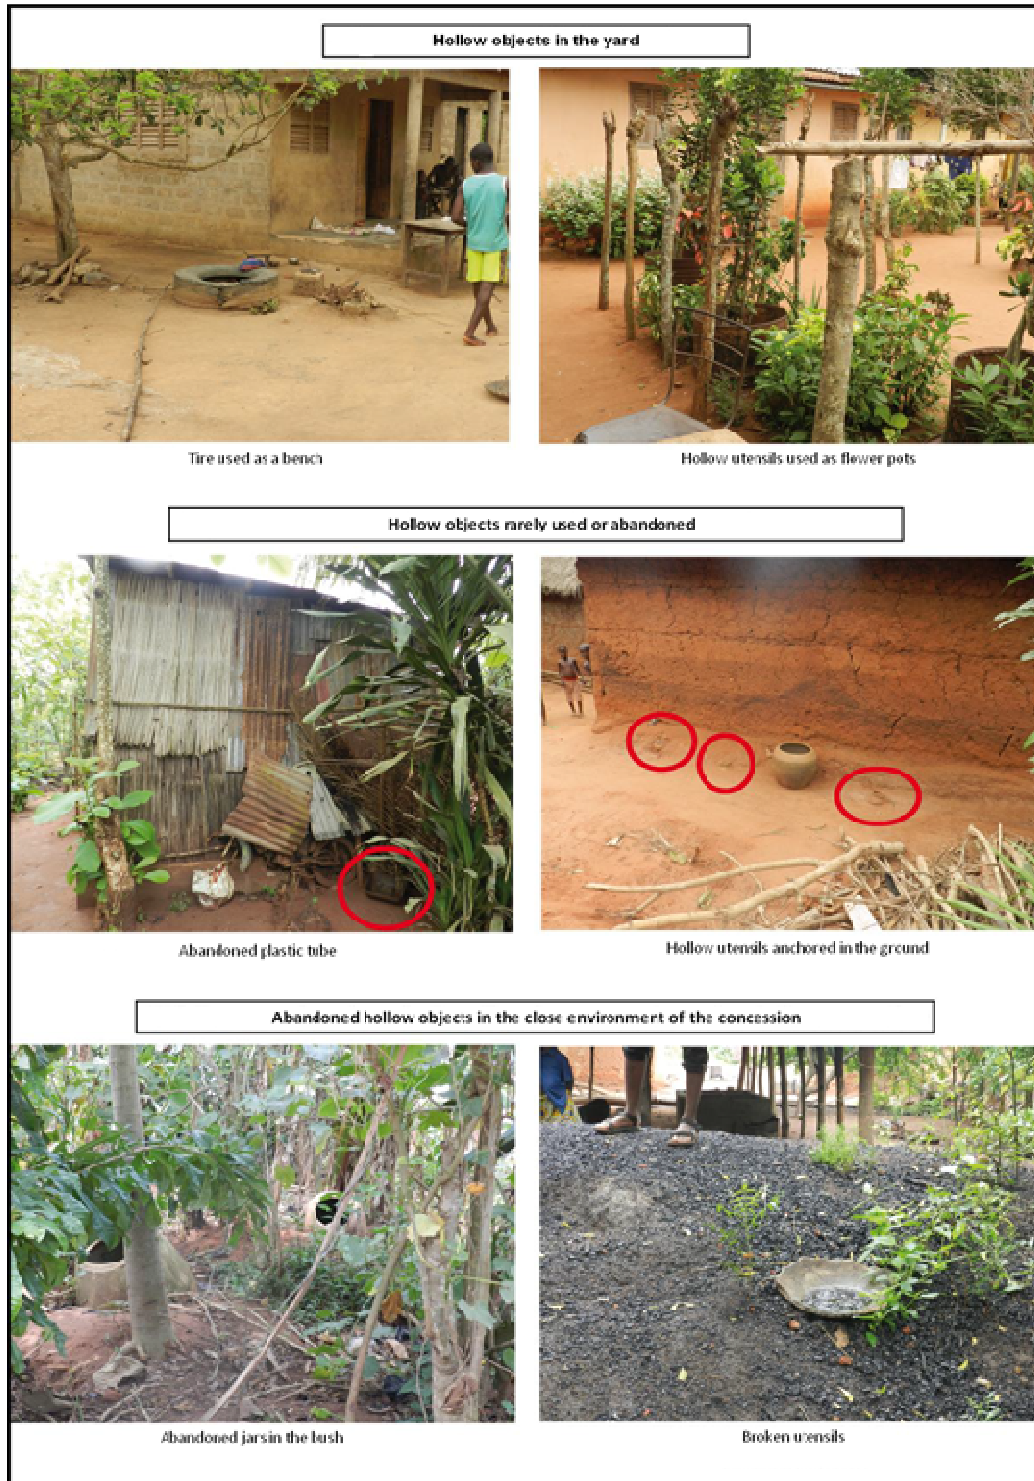 Hollow objects in the yard
Tire used as a bench
Hollow utensils used as flower pots
Hollow objects rarely used or abandoned
Abandoned plastic tube
Hollow utensils anchored in the ground
Abandoned hollow objects in the close environment of the concession
Abandoned jars in the bush
Broken utensils